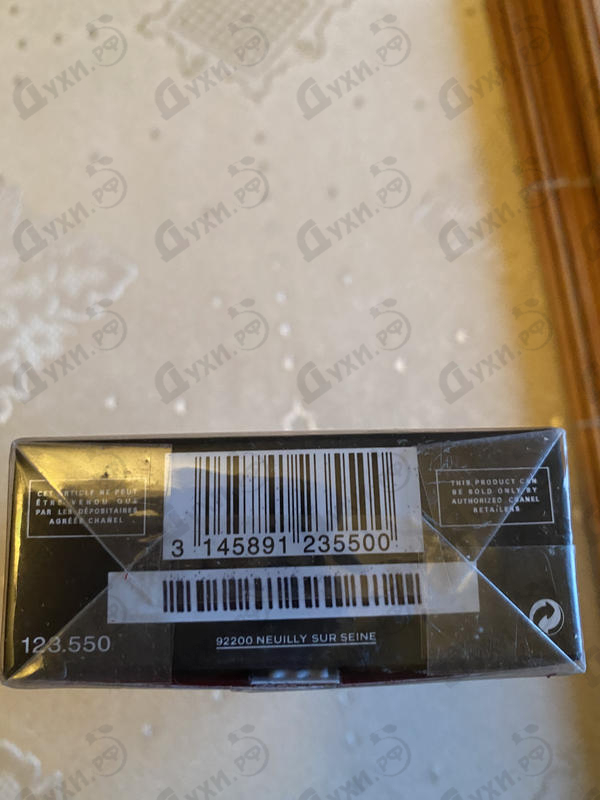 Духи.рф
CET ARTICLE NE PEUT
ÊTRE VENDU QUE
PAR LES DÉPOSITAIRES
AGRÉÉS CHANEL
3 145891 235500
THIS PRODUCT CAN
BE SOLD ONLY BY
AUTHORIZED CHANEL
RETAILERS
123.550
92200 NEUILLY SUR SEINE